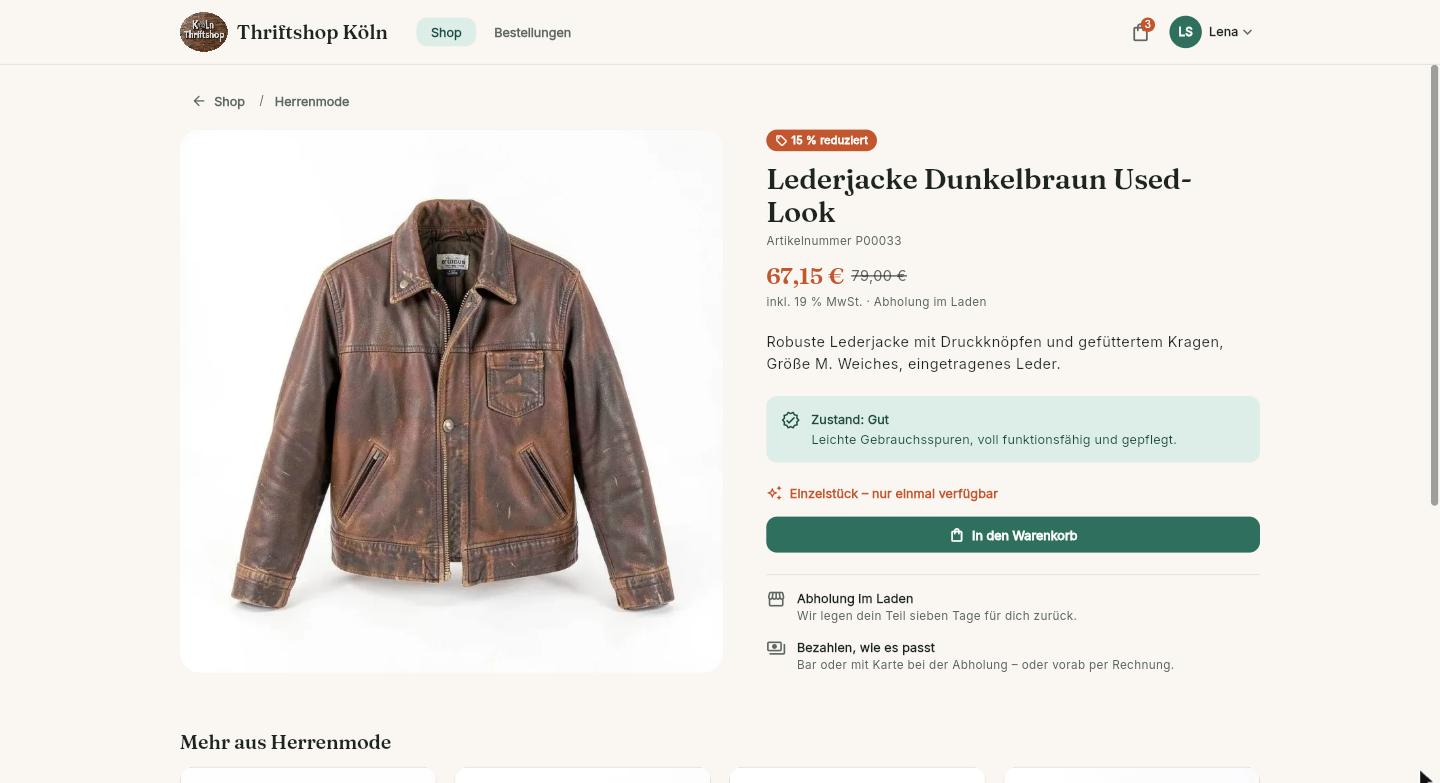 Köln
Thriftshop
Thriftshop Köln
Shop
Bestellungen
3
LS
Lena
Shop / Herrenmode
15 % reduziert
Lederjacke Dunkelbraun Used-
Look
Artikelnummer P00033
67,15 € 79,00 €
inkl. 19 % MwSt. · Abholung im Laden
Robuste Lederjacke mit Druckknöpfen und gefüttertem Kragen,
Größe M. Weiches, eingetragenes Leder.
Zustand: Gut
Leichte Gebrauchsspuren, voll funktionsfähig und gepflegt.
Einzelstück – nur einmal verfügbar
In den Warenkorb
Abholung im Laden
Wir legen dein Teil sieben Tage für dich zurück.
Bezahlen, wie es passt
Bar oder mit Karte bei der Abholung – oder vorab per Rechnung.
Mehr aus Herrenmode